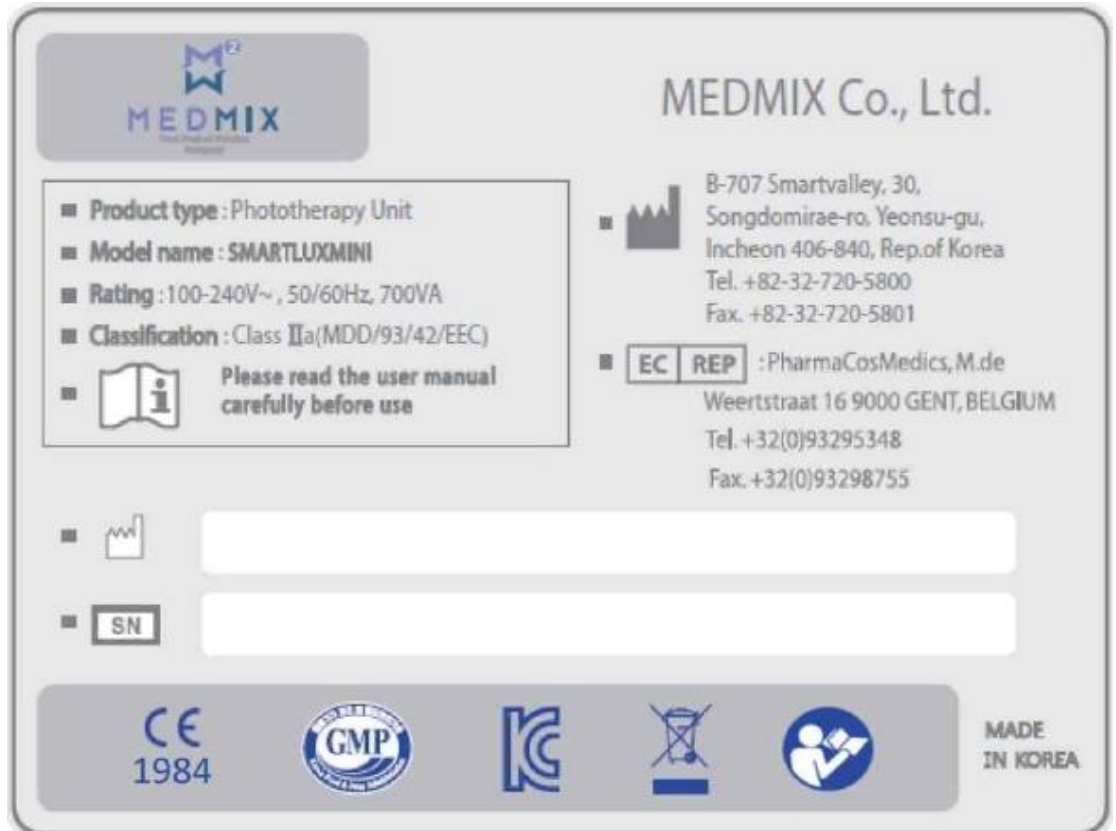 M 2
MEDMIX
MEDMIX Co., Ltd.
Product type : Phototherapy Unit
Model name : SMARTLUXMINI
Rating : 100-240V~ , 50/60Hz, 700VA
Classification : Class Ⅱa(MDD/93/42/EEC)
Please read the user manual
carefully before use
B-707 Smartvalley, 30,
Songdomirae-ro, Yeonsu-gu,
Incheon 406-840, Rep.of Korea
Tel. +82-32-720-5800
Fax. +82-32-720-5801
EC REP : PharmaCosMedics, M.de
Weertstraat 16 9000 GENT, BELGIUM
Tel. +32(0)93295348
Fax. +32(0)93298755
SN
CE
1984
GMP
KC
MADE
IN KOREA